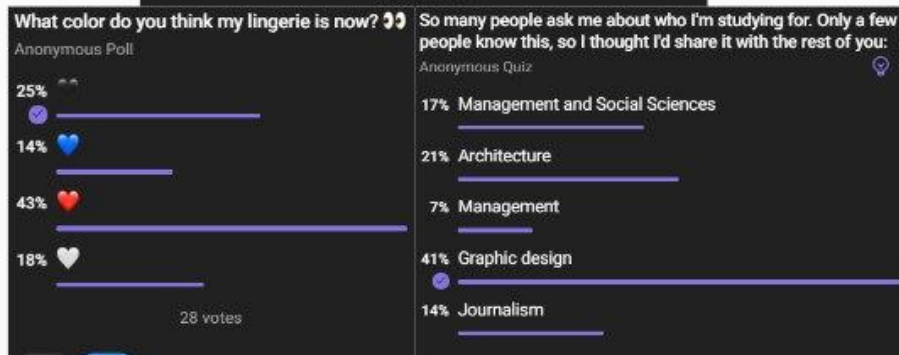 What color do you think my lingerie is now? 👀
Anonymous Poll
25% 🖤
14% 💙
43% ❤️
18% 🤍
28 votes
So many people ask me about who I'm studying for. Only a few
people know this, so I thought I'd share it with the rest of you:
Anonymous Quiz
17% Management and Social Sciences
21% Architecture
7% Management
41% Graphic design
14% Journalism